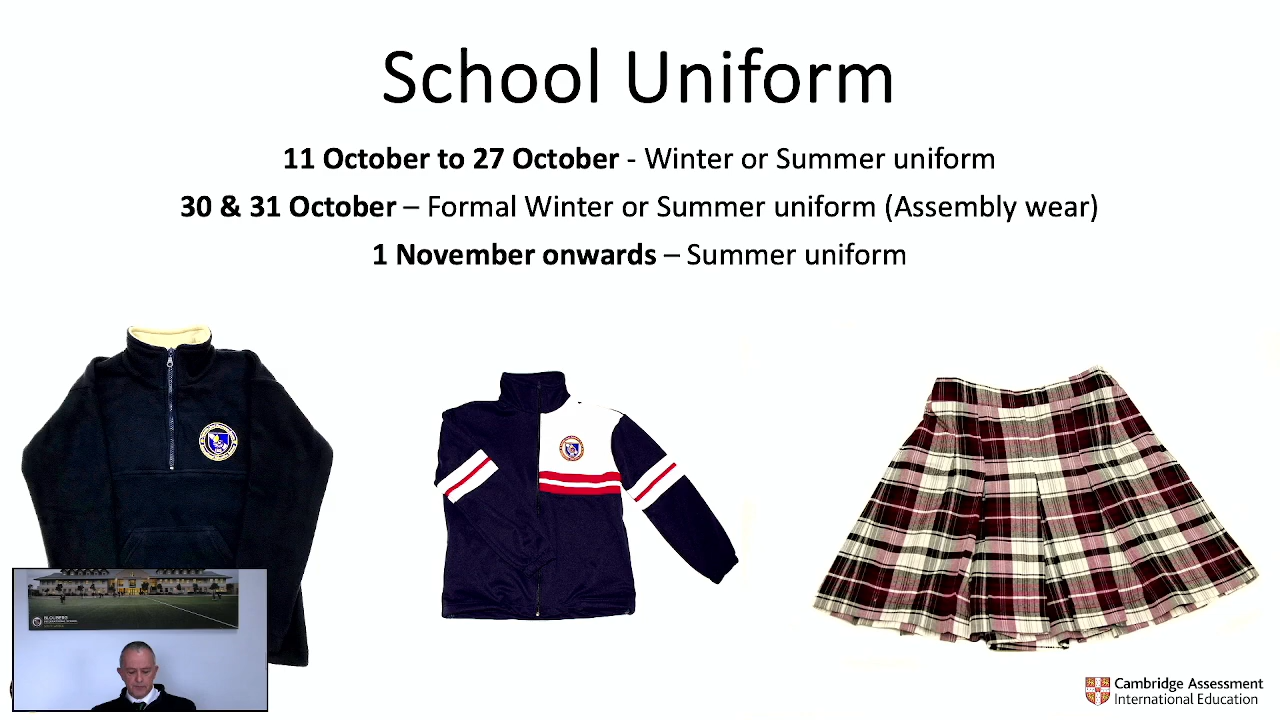 School Uniform
11 October to 27 October - Winter or Summer uniform
30 & 31 October – Formal Winter or Summer uniform (Assembly wear)
1 November onwards – Summer uniform
BLOUBERG
Cambridge Assessment
International Education